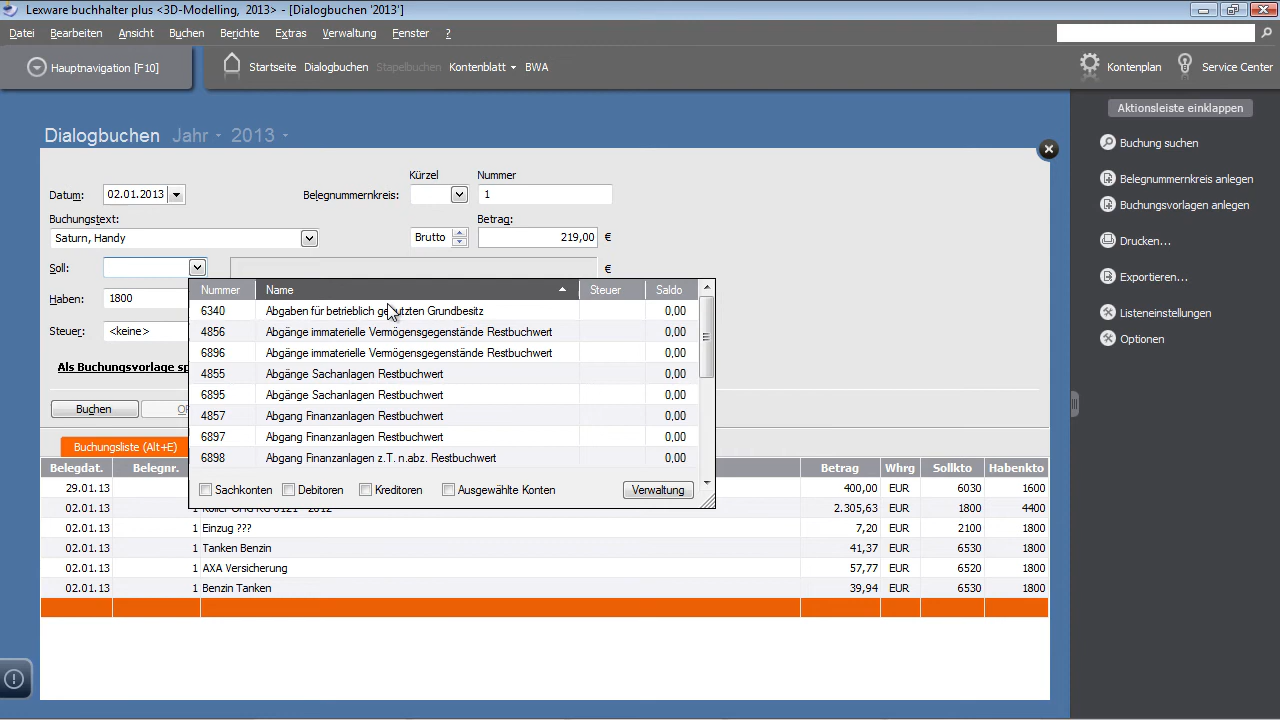 Lexware buchhalter plus <3D-Modelling, 2013> - [Dialogbuchen '2013']
Datei Bearbeiten Ansicht Buchen Berichte Extras Verwaltung Fenster ?
Hauptnavigation [F10] Startseite Dialogbuchen Stapelbuchen Kontenblatt BWA Kontenplan Service Center
Aktionsleiste einklappen
Buchung suchen
Belegnummernkreis anlegen
Buchungsvorlagen anlegen
Drucken...
Exportieren...
Listeneinstellungen
Optionen
Dialogbuchen Jahr 2013
Kürzel Nummer
Datum: 02.01.2013 Belegnummernkreis: 1
Buchungstext: Betrag:
Saturn, Handy Brutto 219,00 €
Soll: €
Haben: 1800
Steuer: <keine>
Als Buchungsvorlage sp
Buchen
Nummer Name Steuer Saldo
6340 Abgaben für betrieblich genutzten Grundbesitz 0,00
4856 Abgänge immaterielle Vermögensgegenstände Restbuchwert 0,00
6896 Abgänge immaterielle Vermögensgegenstände Restbuchwert 0,00
4855 Abgänge Sachanlagen Restbuchwert 0,00
6895 Abgänge Sachanlagen Restbuchwert 0,00
4857 Abgang Finanzanlagen Restbuchwert 0,00
6897 Abgang Finanzanlagen Restbuchwert 0,00
6898 Abgang Finanzanlagen z.T. n.abz. Restbuchwert 0,00
Sachkonten Debitoren Kreditoren Ausgewählte Konten Verwaltung
Buchungsliste (Alt+E)
Belegdat. Belegnr. Betrag Whrg Sollkto Habenkto
29.01.13 400,00 EUR 6030 1600
02.01.13 2.305,63 EUR 1800 4400
02.01.13 1 Einzug ??? 7,20 EUR 2100 1800
02.01.13 1 Tanken Benzin 41,37 EUR 6530 1800
02.01.13 1 AXA Versicherung 57,77 EUR 6520 1800
02.01.13 1 Benzin Tanken 39,94 EUR 6530 1800